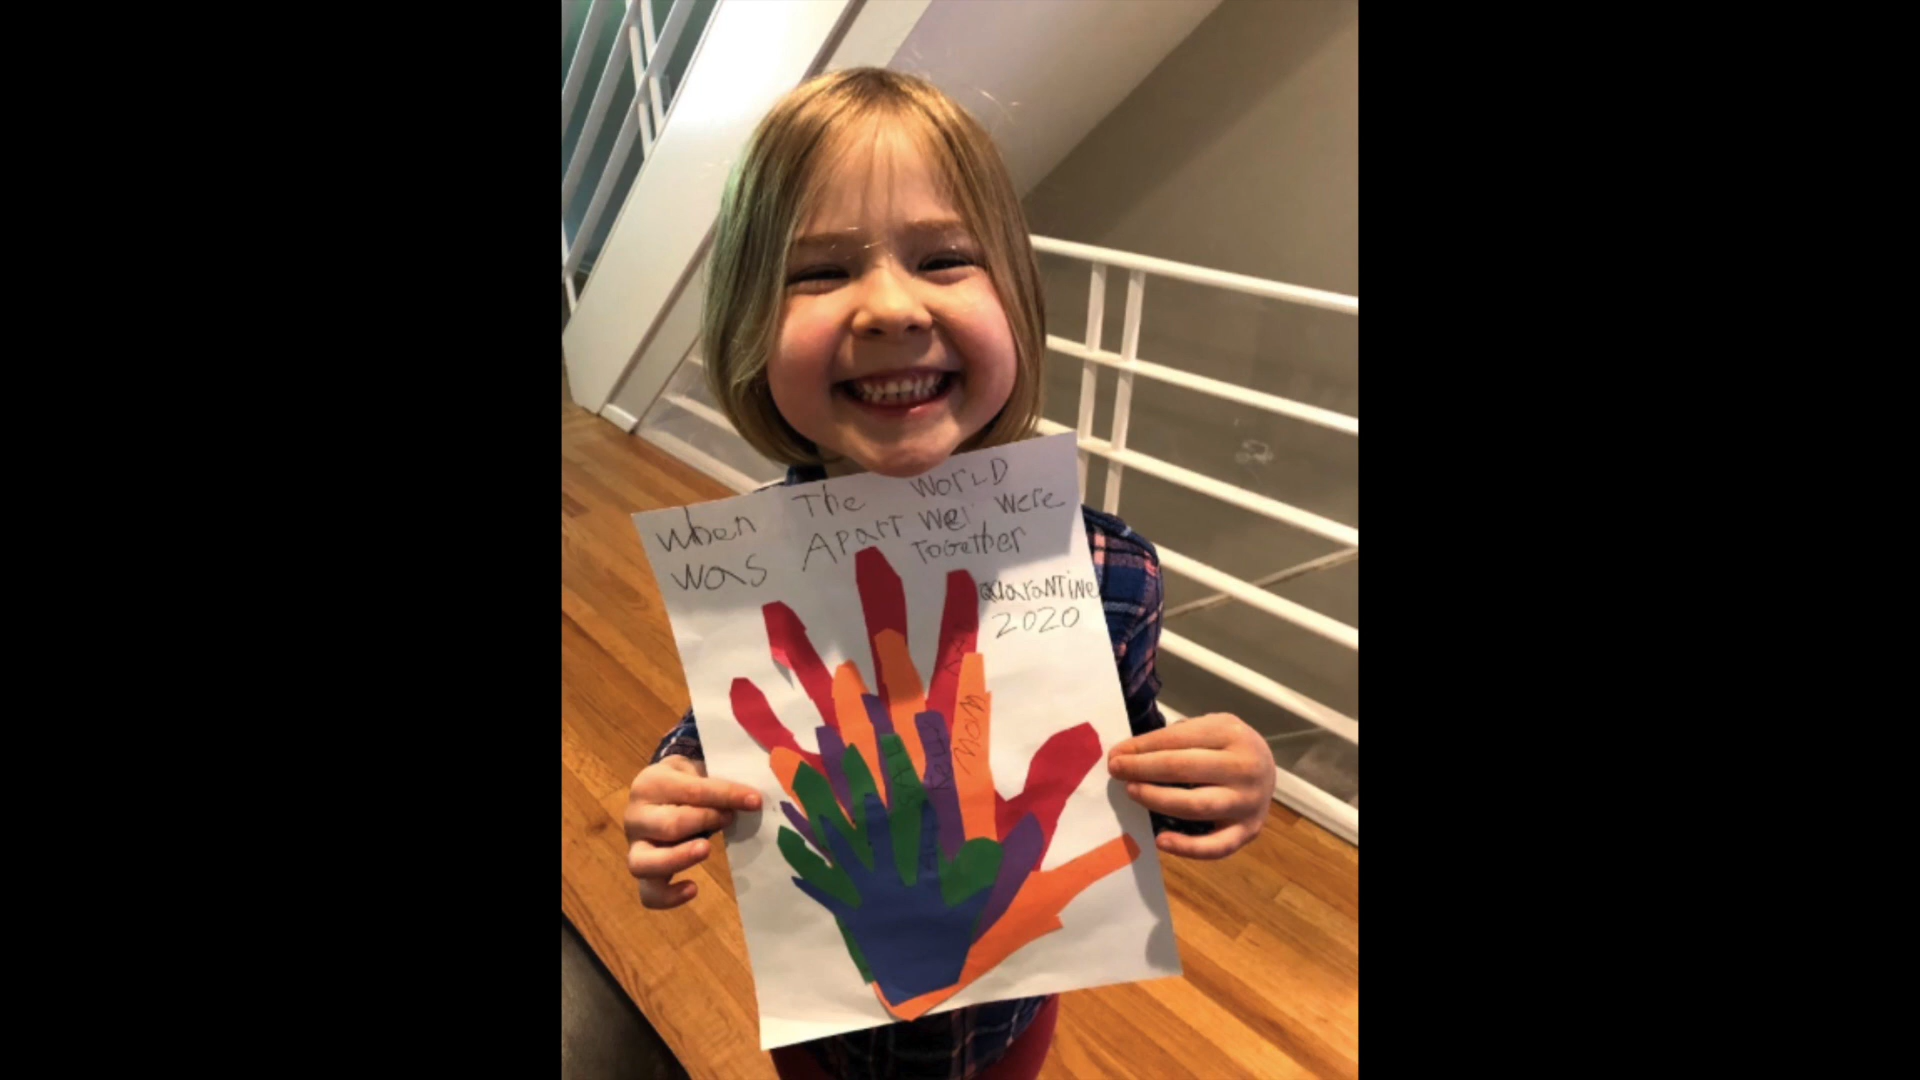 When The WorLD
was APart We were
ToGether
QuaraNTiNe
2020
Mom